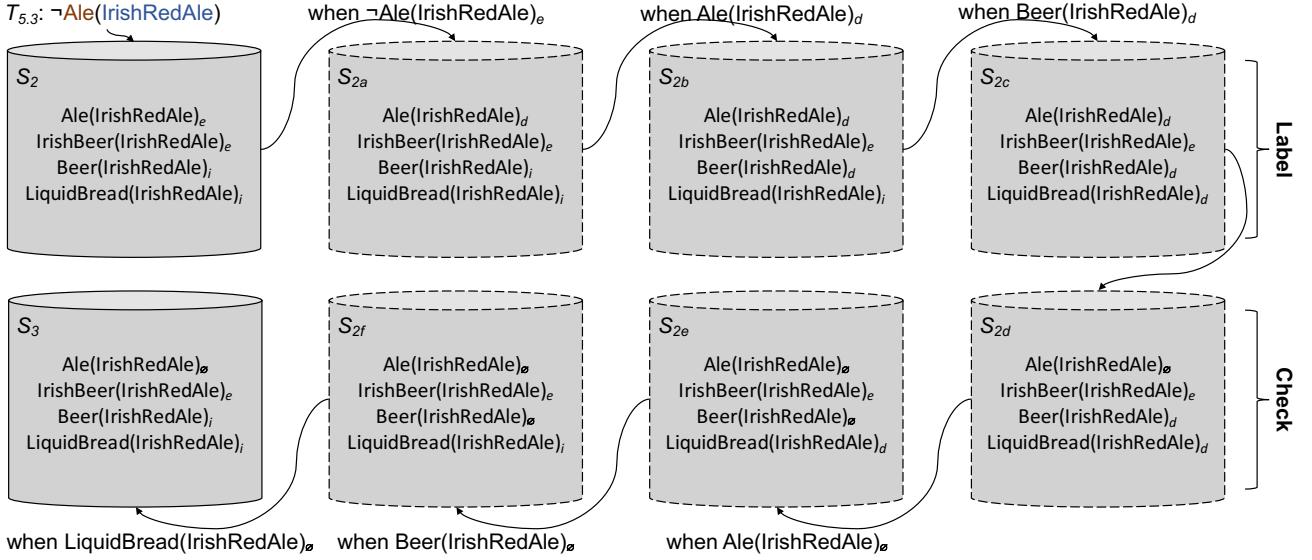 T5.3: ¬Ale(IrishRedAle)
when ¬Ale(IrishRedAle)e
when Ale(IrishRedAle)d
when Beer(IrishRedAle)d
S2
Ale(IrishRedAle)e
IrishBeer(IrishRedAle)e
Beer(IrishRedAle)i
LiquidBread(IrishRedAle)i
S2a
Ale(IrishRedAle)d
IrishBeer(IrishRedAle)e
Beer(IrishRedAle)i
LiquidBread(IrishRedAle)i
S2b
Ale(IrishRedAle)d
IrishBeer(IrishRedAle)e
Beer(IrishRedAle)d
LiquidBread(IrishRedAle)i
S2c
Ale(IrishRedAle)d
IrishBeer(IrishRedAle)e
Beer(IrishRedAle)d
LiquidBread(IrishRedAle)d
Label
S3
Ale(IrishRedAle)ø
IrishBeer(IrishRedAle)e
Beer(IrishRedAle)i
LiquidBread(IrishRedAle)i
S2f
Ale(IrishRedAle)ø
IrishBeer(IrishRedAle)e
Beer(IrishRedAle)ø
LiquidBread(IrishRedAle)i
S2e
Ale(IrishRedAle)ø
IrishBeer(IrishRedAle)e
Beer(IrishRedAle)ø
LiquidBread(IrishRedAle)d
S2d
Ale(IrishRedAle)ø
IrishBeer(IrishRedAle)e
Beer(IrishRedAle)d
LiquidBread(IrishRedAle)d
Check
when LiquidBread(IrishRedAle)ø
when Beer(IrishRedAle)ø
when Ale(IrishRedAle)ø